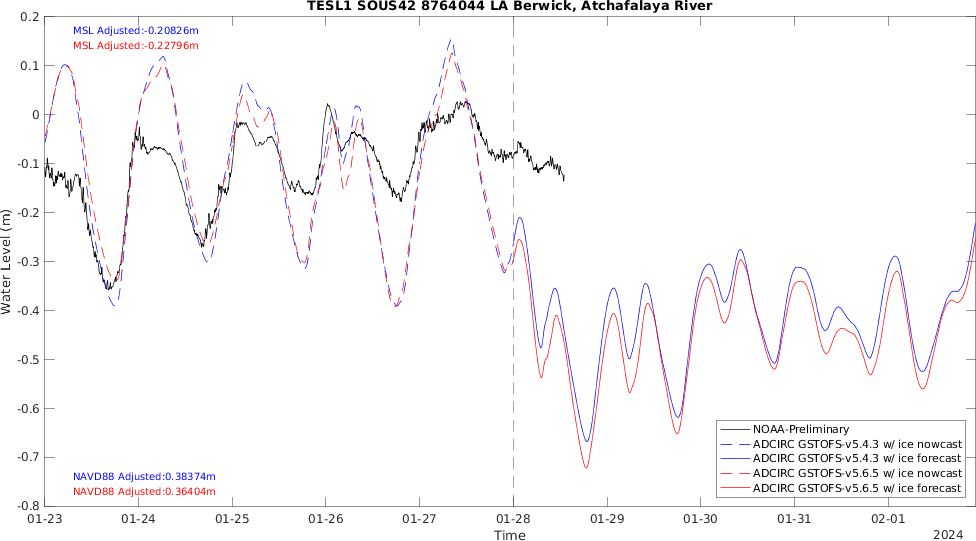 TESL1 SOUS42 8764044 LA Berwick, Atchafalaya River
MSL Adjusted:-0.20826m
MSL Adjusted:-0.22796m
0.2
0.1
0
-0.1
-0.2
-0.3
-0.4
-0.5
-0.6
-0.7
-0.8
Water Level (m)
NAVD88 Adjusted:0.38374m
NAVD88 Adjusted:0.36404m
NOAA-Preliminary
ADCIRC GSTOFS-v5.4.3 w/ ice nowcast
ADCIRC GSTOFS-v5.4.3 w/ ice forecast
ADCIRC GSTOFS-v5.6.5 w/ ice nowcast
ADCIRC GSTOFS-v5.6.5 w/ ice forecast
01-23 01-24 01-25 01-26 01-27 01-28 01-29 01-30 01-31 02-01
Time
2024